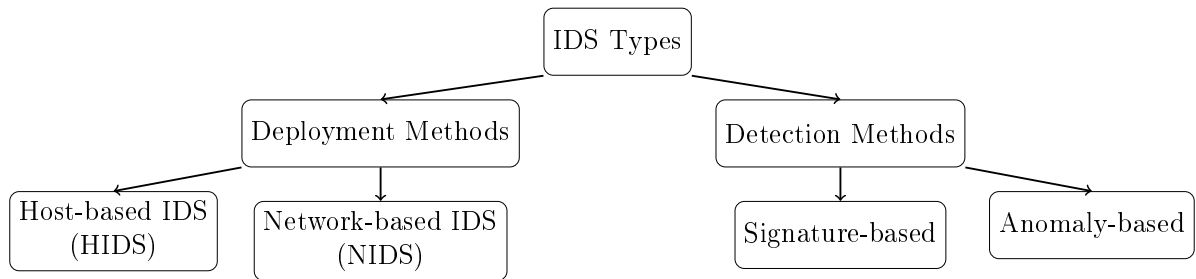 IDS Types
Deployment Methods
Detection Methods
Host-based IDS
(HIDS)
Network-based IDS
(NIDS)
Signature-based
Anomaly-based